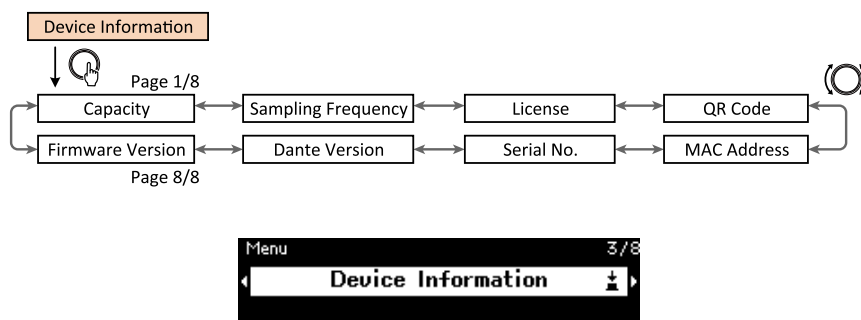 Device Information
Page 1/8
Capacity
Sampling Frequency
License
QR Code
Firmware Version
Dante Version
Serial No.
MAC Address
Page 8/8
Menu 3/8
Device Information